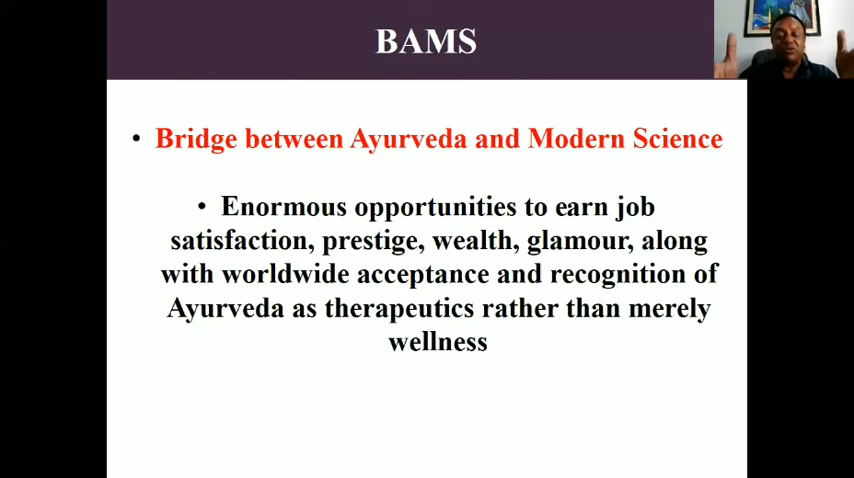 BAMS
• Bridge between Ayurveda and Modern Science
• Enormous opportunities to earn job
satisfaction, prestige, wealth, glamour, along
with worldwide acceptance and recognition of
Ayurveda as therapeutics rather than merely
wellness